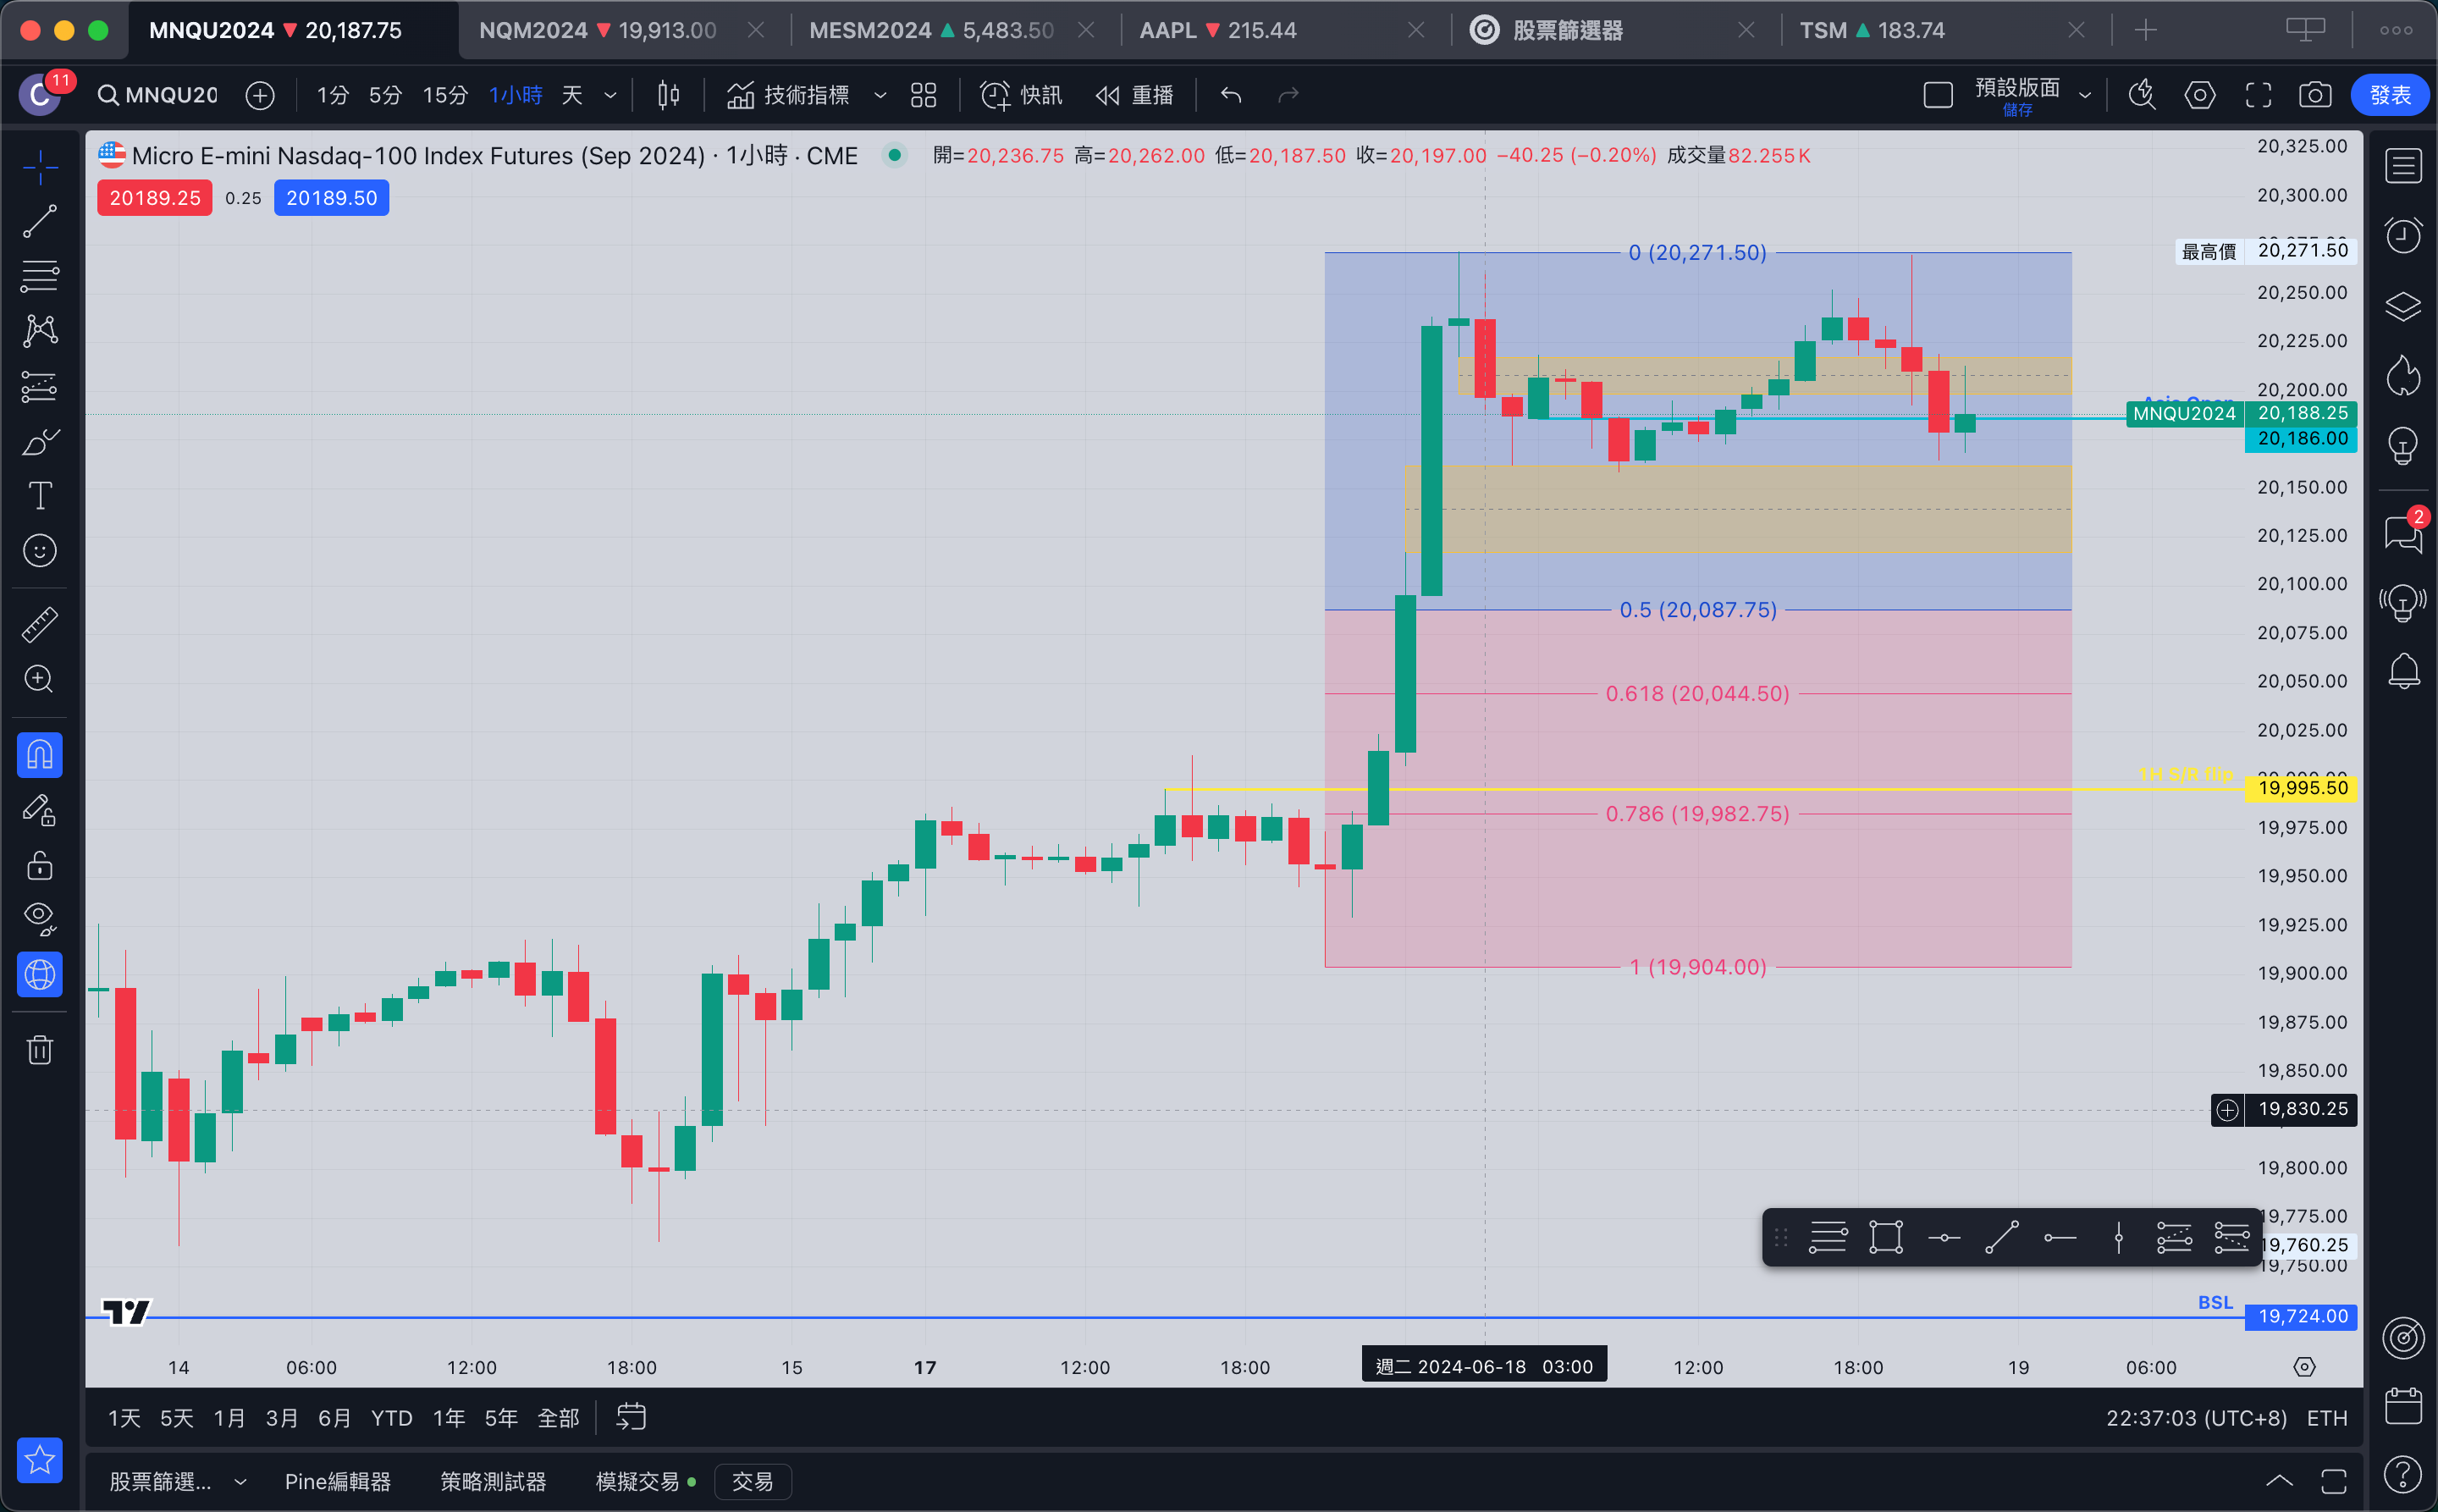 MNQU2024 ▼ 20,187.75
NQM2024 ▼ 19,913.00
MESM2024 ▲ 5,483.50
AAPL ▼ 215.44
股票篩選器
TSM ▲ 183.74
C 11
MNQU20
1分 5分 15分 1小時 天
技術指標
快訊
重播
預設版面
儲存
發表
Micro E-mini Nasdaq-100 Index Futures (Sep 2024) · 1小時 · CME
開=20,236.75 高=20,262.00 低=20,187.50 收=20,197.00 −40.25 (−0.20%) 成交量82.255K
20189.25 0.25 20189.50
20,325.00
20,300.00
0 (20,271.50)
最高價 20,271.50
20,250.00
20,225.00
20,200.00
MNQU2024 20,188.25
20,186.00
20,150.00
2
20,125.00
20,100.00
0.5 (20,087.75)
20,075.00
0.618 (20,044.50)
20,050.00
20,025.00
1H S/R flip
19,995.50
0.786 (19,982.75)
19,975.00
19,950.00
19,925.00
1 (19,904.00)
19,900.00
19,875.00
19,850.00
19,830.25
19,800.00
19,775.00
19,760.25
19,750.00
BSL
19,724.00
14 06:00 12:00 18:00 15 17 12:00 18:00 週二 2024-06-18 03:00 12:00 18:00 19 06:00
1天 5天 1月 3月 6月 YTD 1年 5年 全部
22:37:03 (UTC+8) ETH
股票篩選... Pine編輯器 策略測試器 模擬交易 交易